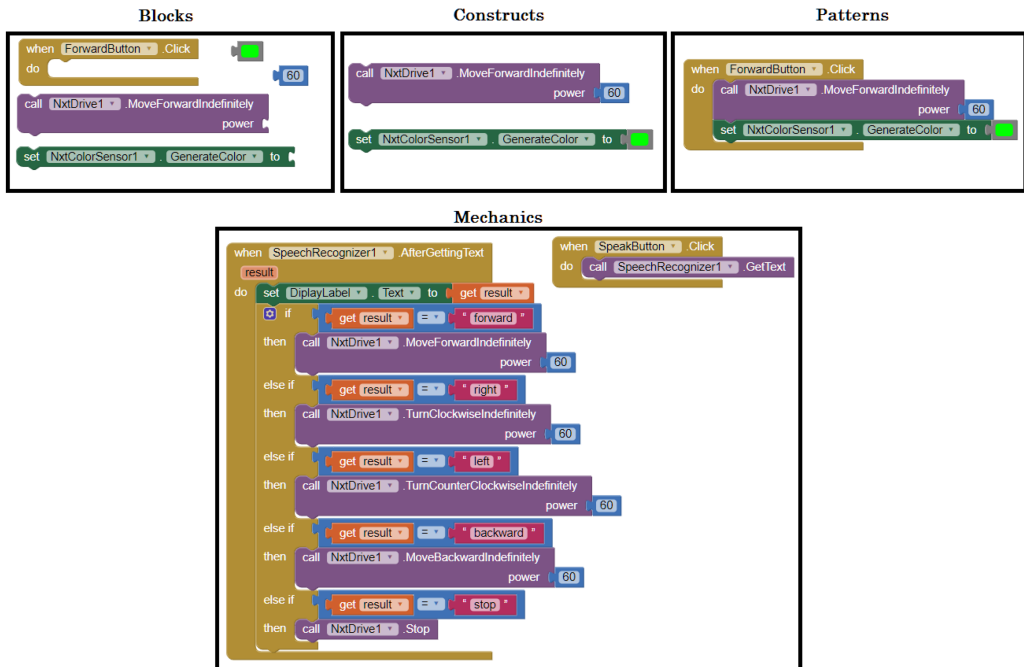 Blocks
when ForwardButton .Click
do
60
call NxtDrive1 .MoveForwardIndefinitely
power
set NxtColorSensor1 . GenerateColor to
Constructs
call NxtDrive1 .MoveForwardIndefinitely
power 60
set NxtColorSensor1 . GenerateColor to
Patterns
when ForwardButton .Click
do call NxtDrive1 .MoveForwardIndefinitely
power 60
set NxtColorSensor1 . GenerateColor to
Mechanics
when SpeechRecognizer1 .AfterGettingText
result
do set DiplayLabel . Text to get result
if get result = " forward "
then call NxtDrive1 .MoveForwardIndefinitely
power 60
else if get result = " right "
then call NxtDrive1 .TurnClockwiseIndefinitely
power 60
else if get result = " left "
then call NxtDrive1 .TurnCounterClockwiseIndefinitely
power 60
else if get result = " backward "
then call NxtDrive1 .MoveBackwardIndefinitely
power 60
else if get result = " stop "
then call NxtDrive1 .Stop
when SpeakButton .Click
do call SpeechRecognizer1 .GetText